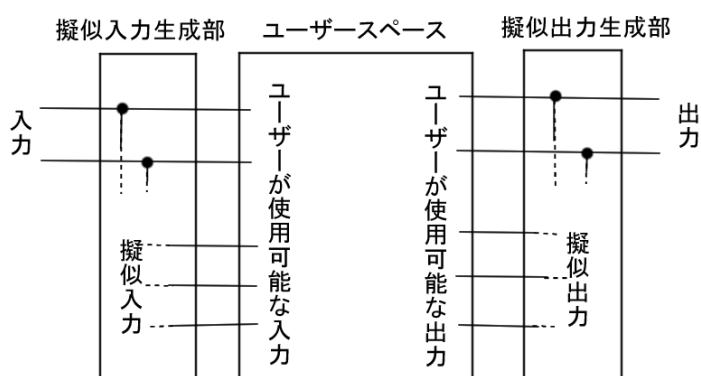 擬似入力生成部
ユーザースペース
擬似出力生成部
入力
ユーザーが使用可能な入力
ユーザーが使用可能な出力
出力
擬似入力
擬似出力